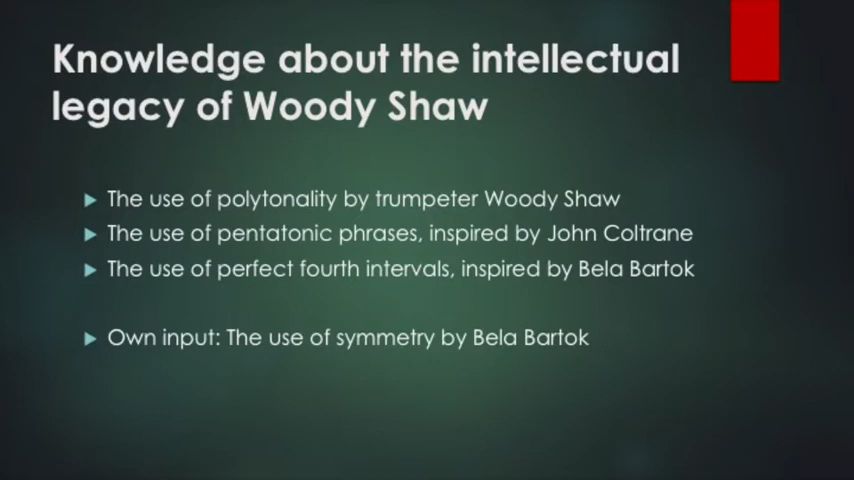 Knowledge about the intellectual
legacy of Woody Shaw
The use of polytonality by trumpeter Woody Shaw
The use of pentatonic phrases, inspired by John Coltrane
The use of perfect fourth intervals, inspired by Bela Bartok
Own input: The use of symmetry by Bela Bartok